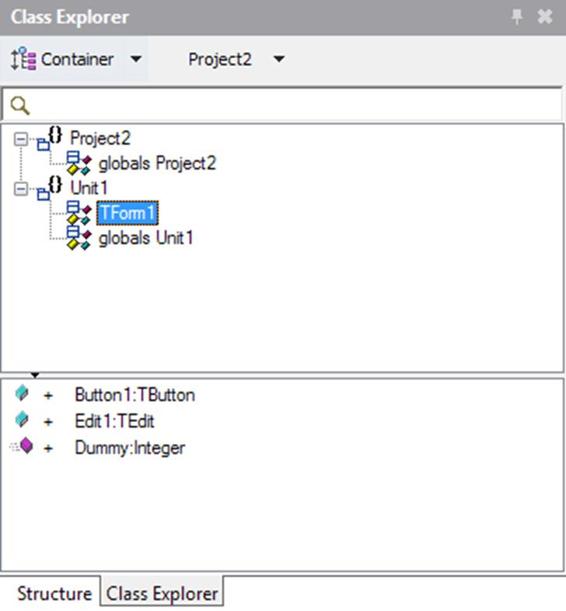 Class Explorer
Container Project2
{} Project2
globals Project2
{} Unit1
TForm1
globals Unit1
+ Button1:TButton
+ Edit1:TEdit
+ Dummy:Integer
Structure Class Explorer